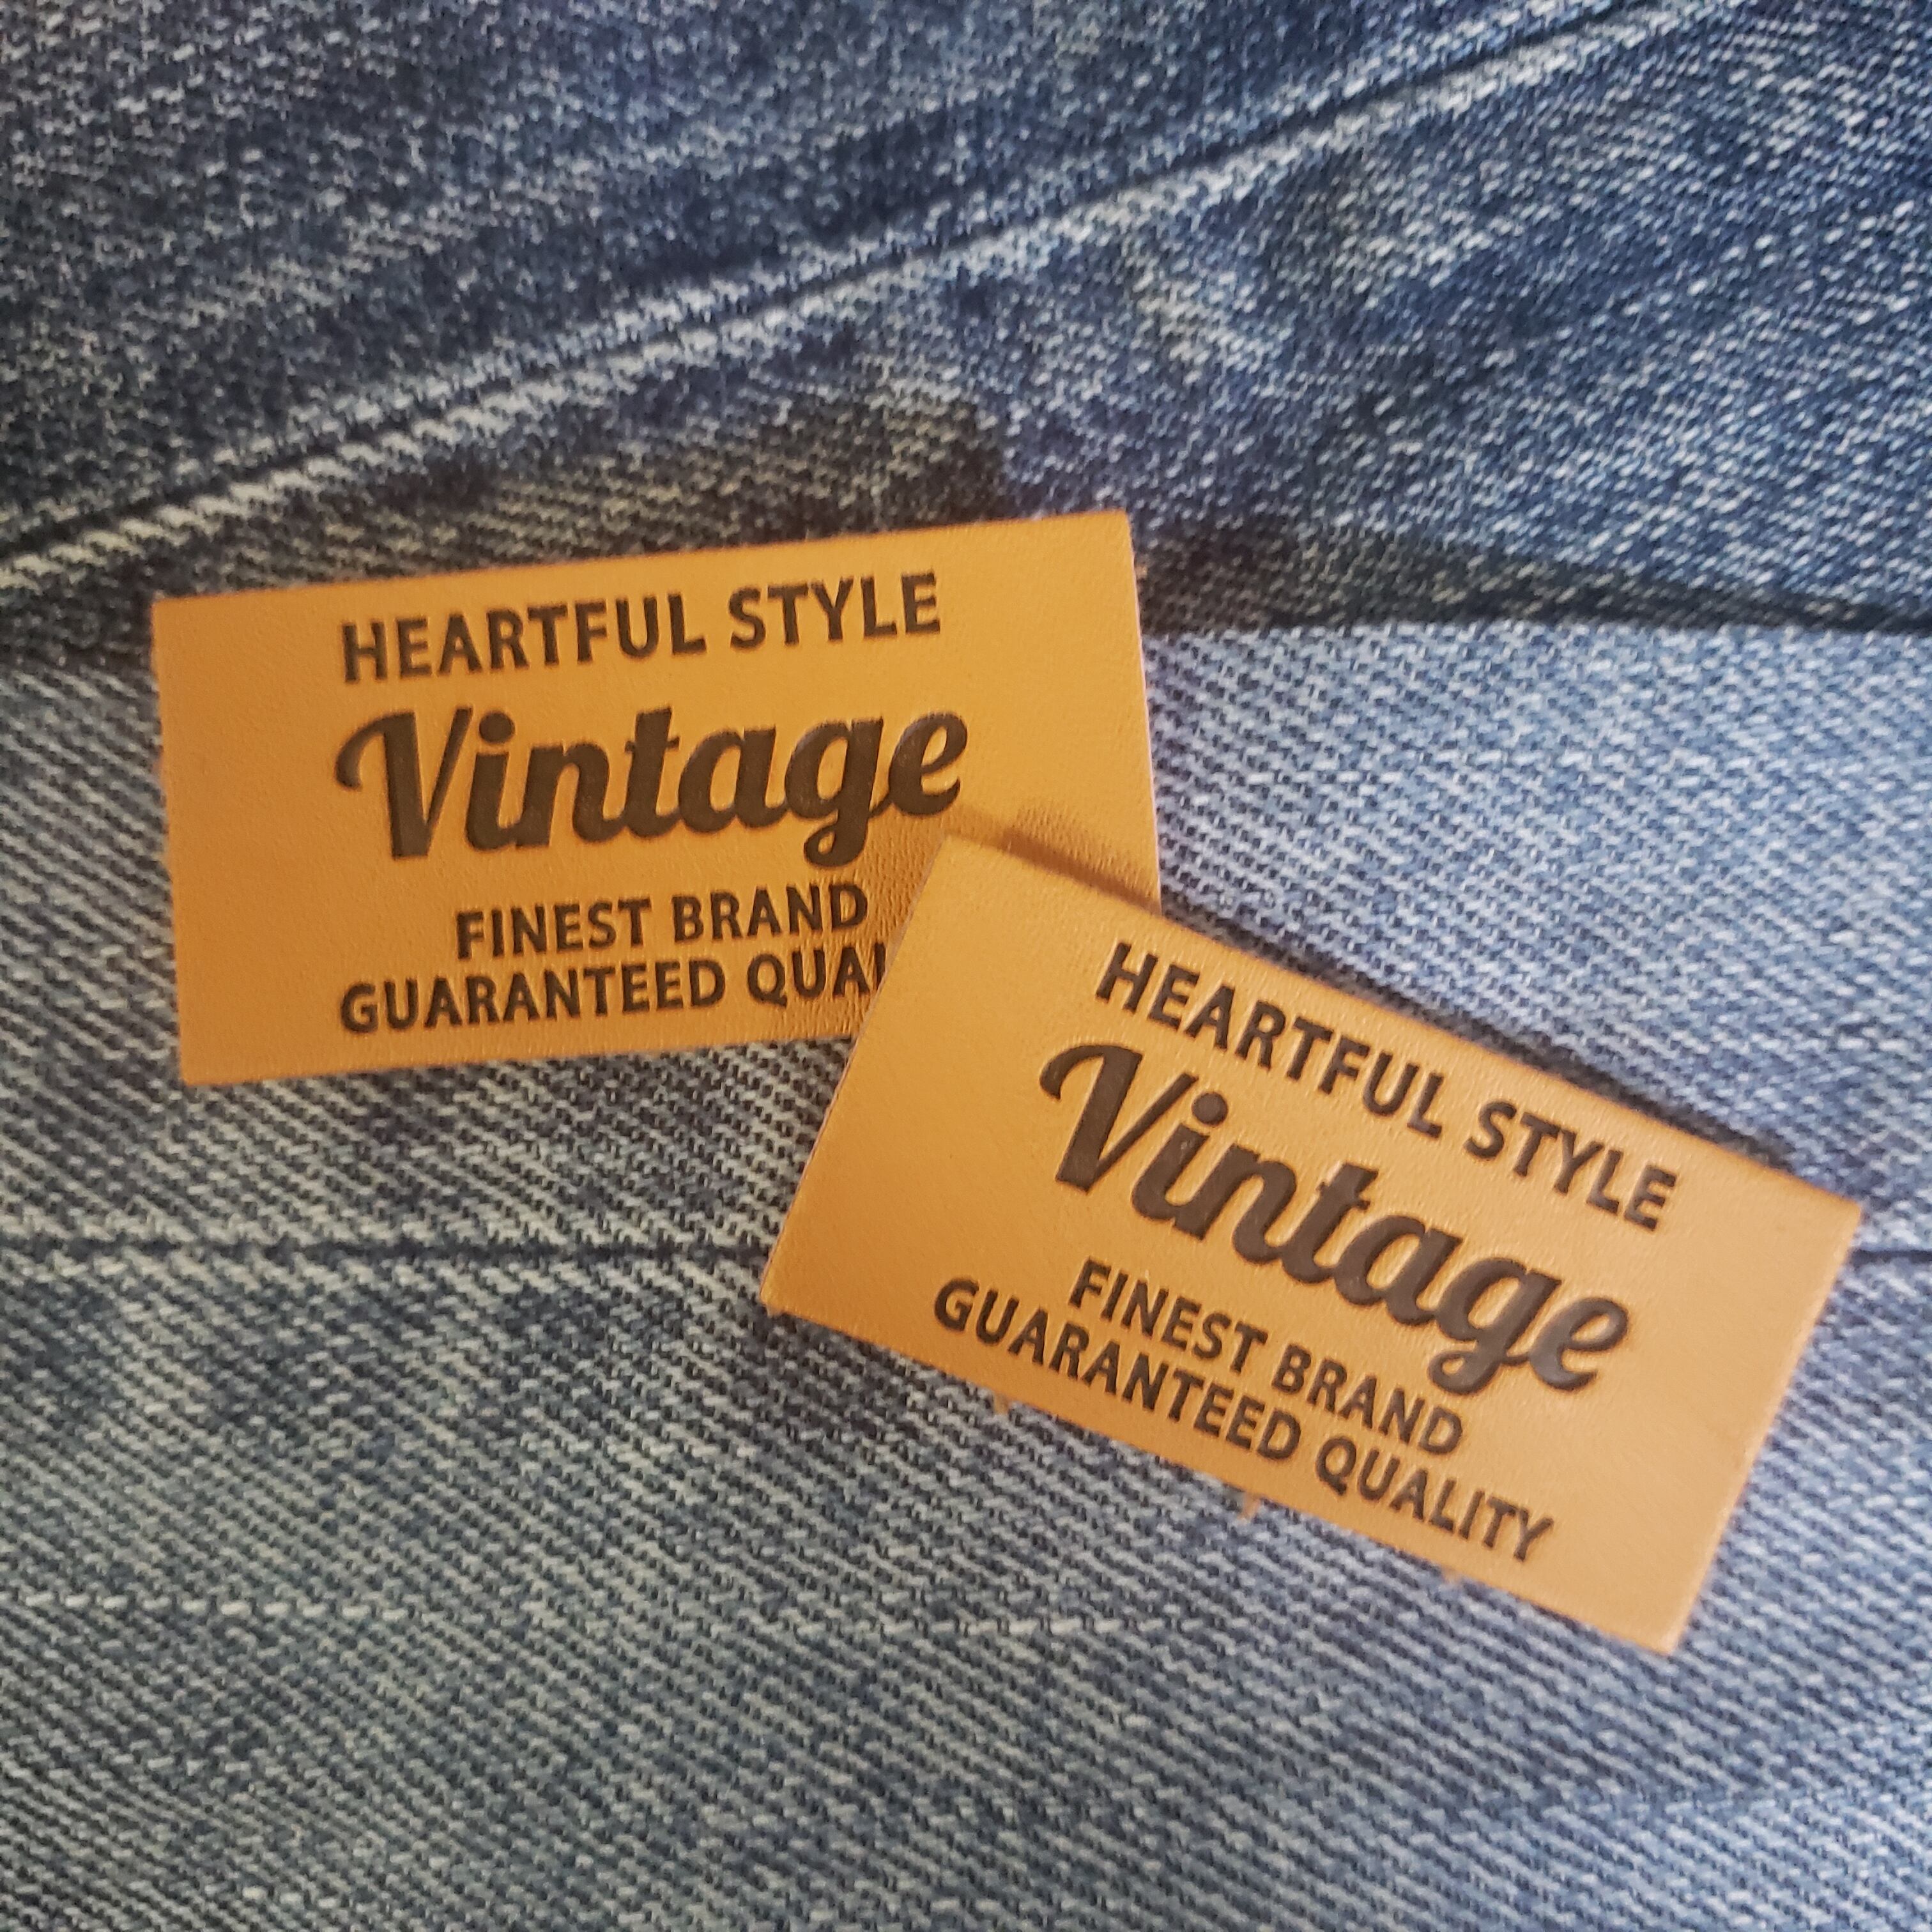 HEARTFUL STYLE
Vintage
FINEST BRAND
GUARANTEED QUAL
HEARTFUL STYLE
Vintage
FINEST BRAND
GUARANTEED QUALITY